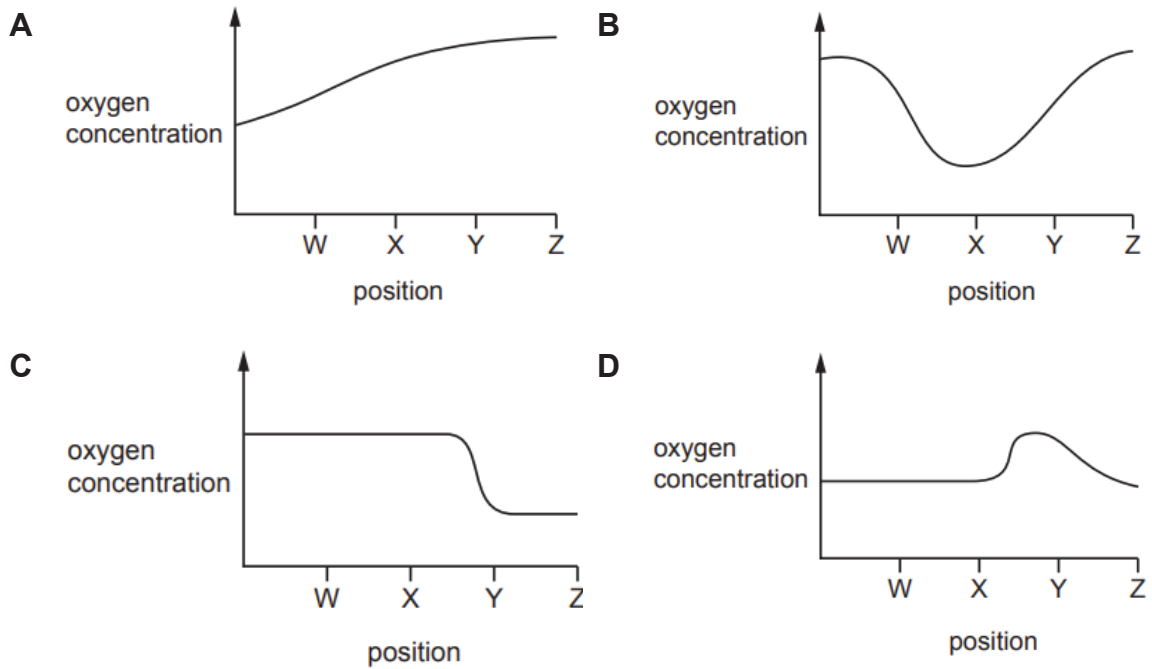 A
oxygen
concentration
W X Y Z
position
B
oxygen
concentration
W X Y Z
position
C
oxygen
concentration
W X Y Z
position
D
oxygen
concentration
W X Y Z
position